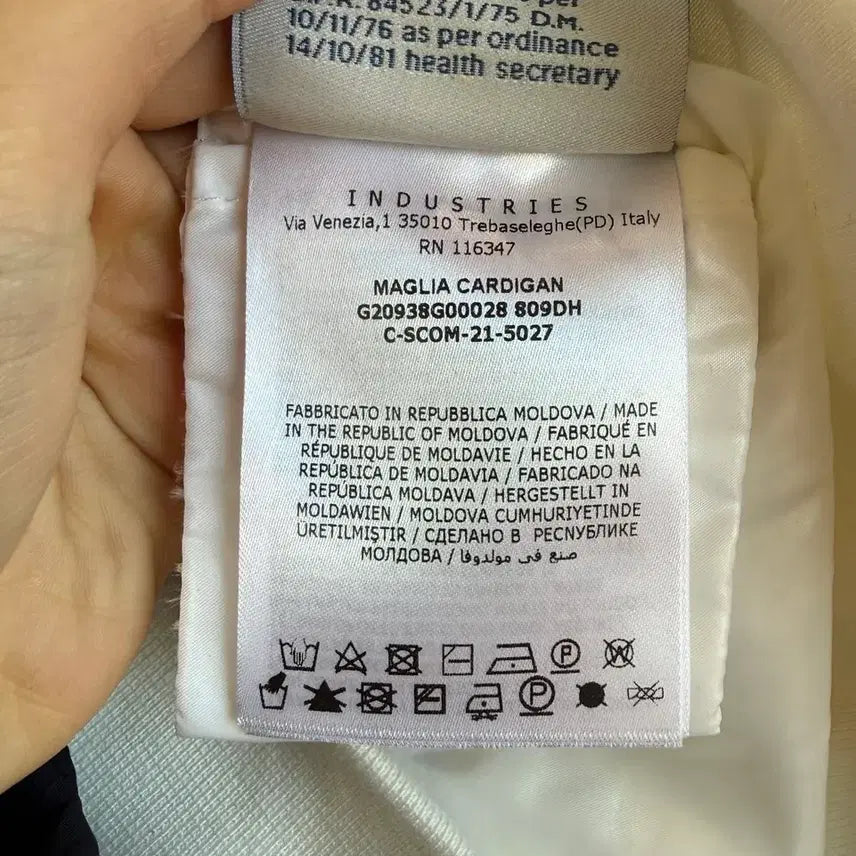 84523/1/75 D.M.
10/11/76 as per ordinance
14/10/81 health secretary
INDUSTRIES
Via Venezia,1 35010 Trebaseleghe(PD) Italy
RN 116347
MAGLIA CARDIGAN
G20938G00028 809DH
C-SCOM-21-5027
FABBRICATO IN REPUBBLICA MOLDOVA / MADE
IN THE REPUBLIC OF MOLDOVA / FABRIQUÉ EN
RÉPUBLIQUE DE MOLDAVIE / HECHO EN LA
REPÚBLICA DE MOLDAVIA / FABRICADO NA
REPÚBLICA MOLDAVA / HERGESTELLT IN
MOLDAWIEN / MOLDOVA CUMHURIYETINDE
ÜRETILMIŞTIR / СДЕЛАНО В РЕСПУБЛИКЕ
МОЛДОВА / صنع في مولدوفا
P W
P